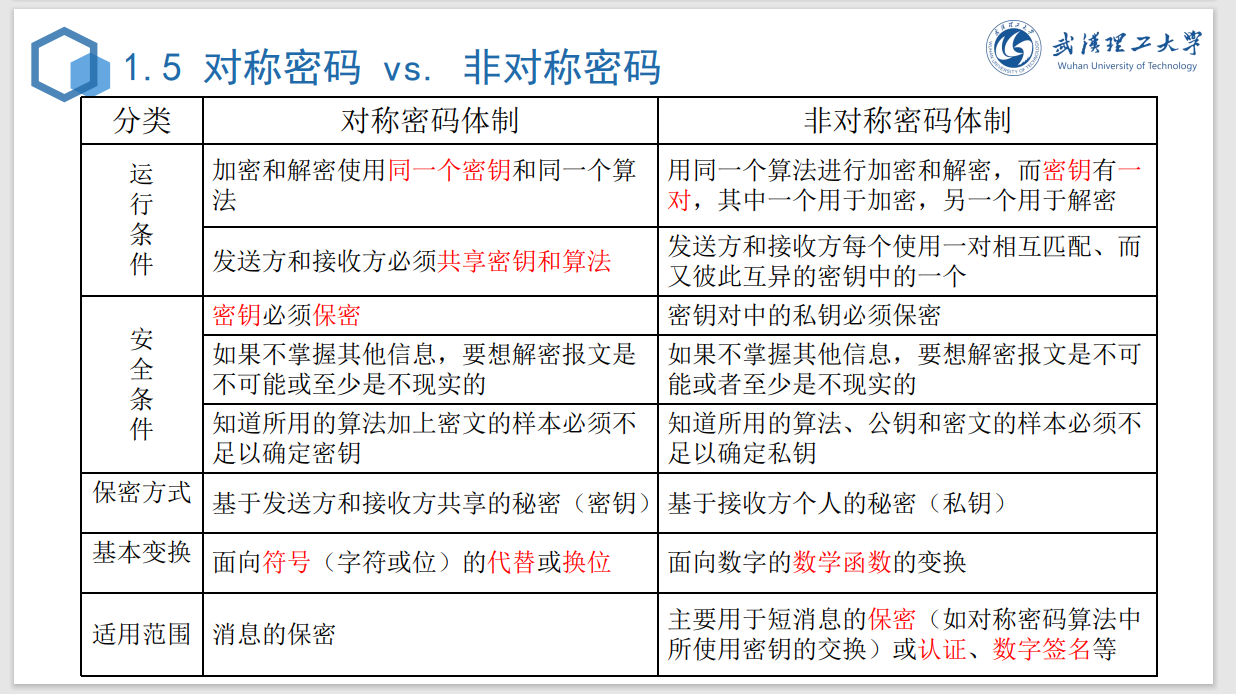 1.5 对称密码 vs. 非对称密码
武汉理工大学
Wuhan University of Technology
分类
对称密码体制
非对称密码体制
运
行
条
件
加密和解密使用同一个密钥和同一个算
法
用同一个算法进行加密和解密，而密钥有一
对，其中一个用于加密，另一个用于解密
发送方和接收方必须共享密钥和算法
发送方和接收方每个使用一对相互匹配、而
又彼此互异的密钥中的一个
安
全
条
件
密钥必须保密
密钥对中的私钥必须保密
如果不掌握其他信息，要想解密报文是
不可能或至少是不现实的
如果不掌握其他信息，要想解密报文是不可
能或者至少是不现实的
知道所用的算法加上密文的样本必须不
足以确定密钥
知道所用的算法、公钥和密文的样本必须不
足以确定私钥
保密方式
基于发送方和接收方共享的秘密（密钥）
基于接收方个人的秘密（私钥）
基本变换
面向符号（字符或位）的代替或换位
面向数字的数学函数的变换
适用范围
消息的保密
主要用于短消息的保密（如对称密码算法中
所使用密钥的交换）或认证、数字签名等